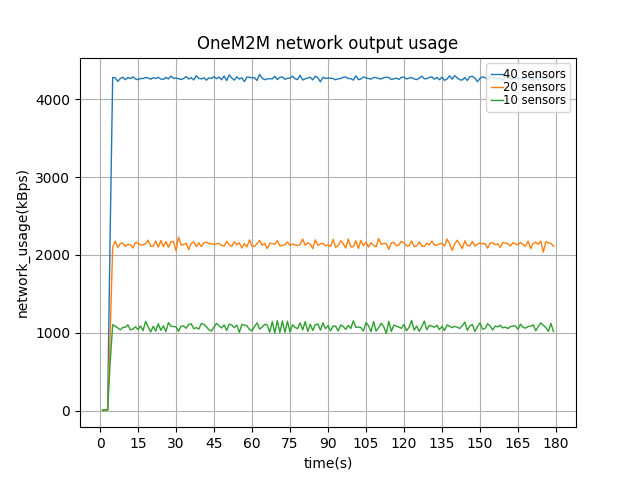 OneM2M network output usage
40 sensors
20 sensors
10 sensors
network_usage(kBps)
4000
3000
2000
1000
0
0 15 30 45 60 75 90 105 120 135 150 165 180
time(s)